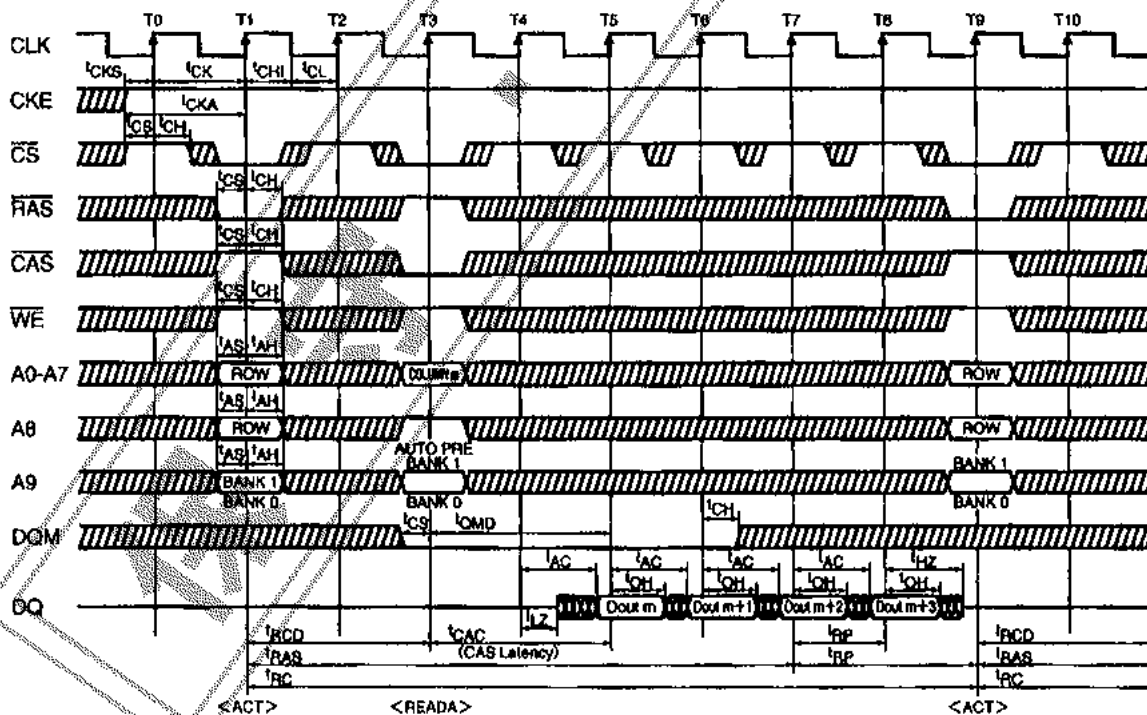 T0 T1 T2 T3 T4 T5 T6 T7 T8 T9 T10
CLK
tCKS tCK tCHI tCL
CKE
tCKA
tCS tCH
CS
tCS tCH
RAS
tCS tCH
CAS
tCS tCH
WE
tAS tAH
A0-A7 ROW COLUMN m ROW
tAS tAH
A8 ROW ROW
AUTO PRE
tAS tAH BANK 1 BANK 1
A9 BANK 1
BANK 0 BANK 0 BANK 0
tCS tQMD tCH
DQM
tAC tAC tAC tAC tHZ
tOH tOH tOH tOH
DQ Dout m Dout m+1 Dout m+2 Dout m+3
tLZ
tRCD tCAC tRP tRCD
(CAS Latency)
tRAS tRP tRAS
tRC tRC
<ACT> <READA> <ACT>